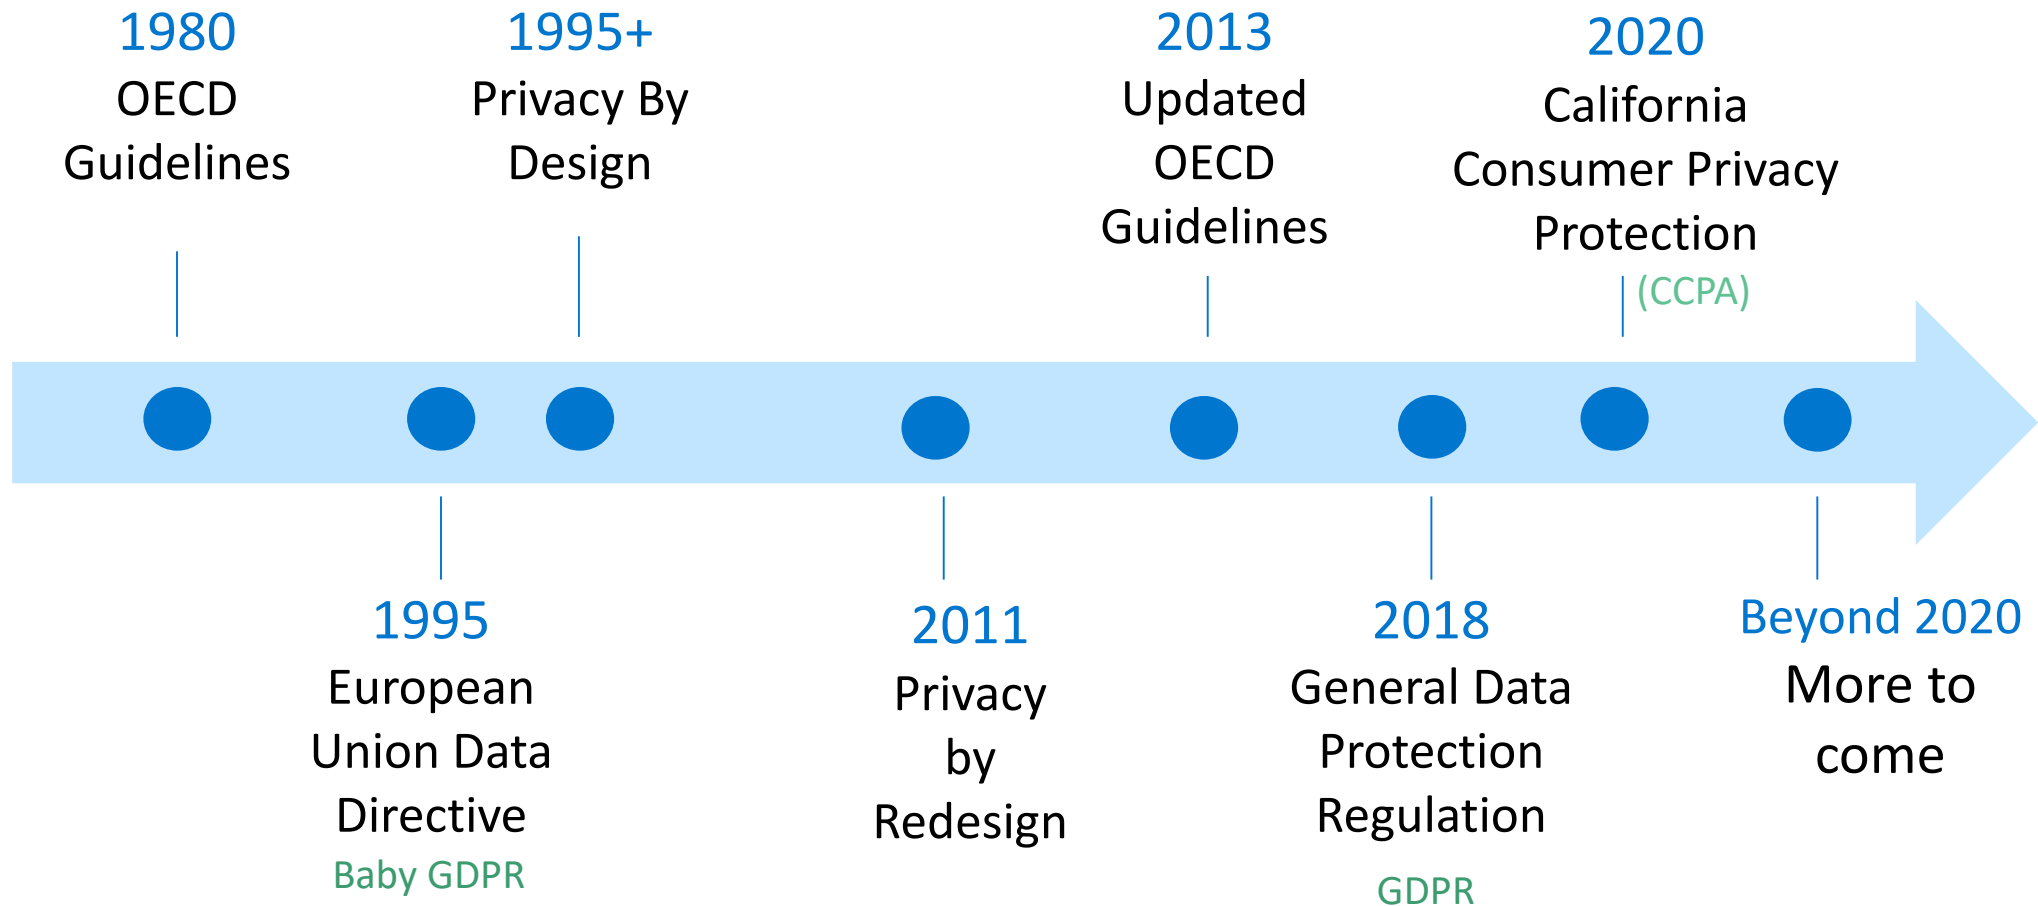 1980
OECD
Guidelines
1995+
Privacy By
Design
2013
Updated
OECD
Guidelines
2020
California
Consumer Privacy
Protection
(CCPA)
1995
European
Union Data
Directive
Baby GDPR
2011
Privacy
by
Redesign
2018
General Data
Protection
Regulation
GDPR
Beyond 2020
More to
come